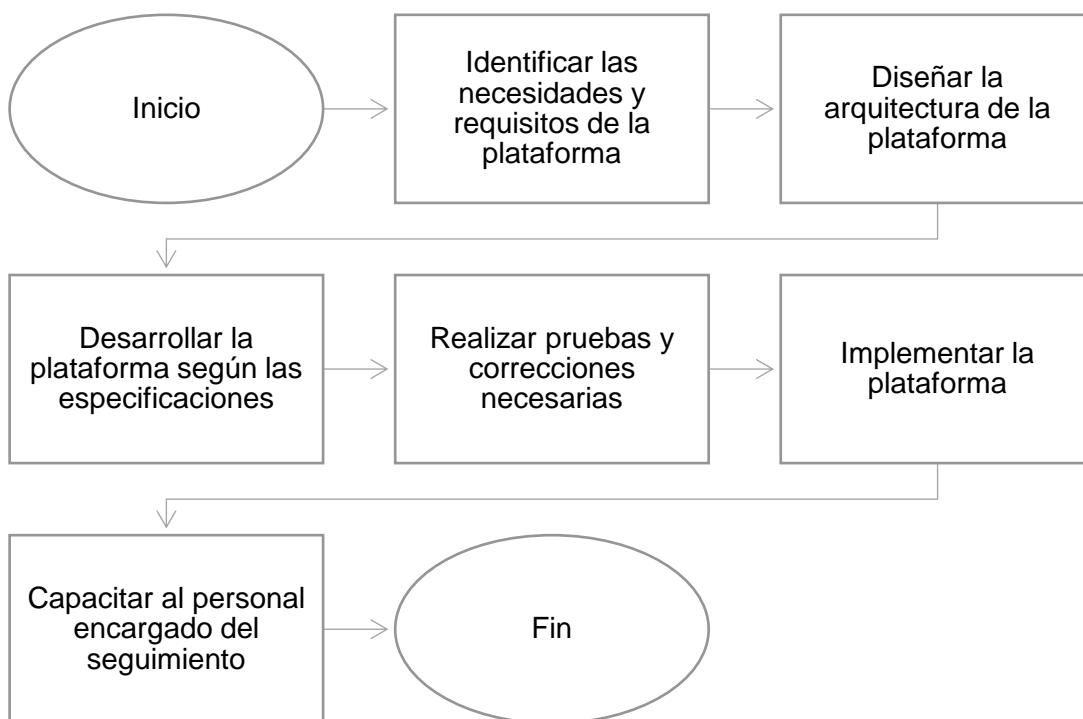 Inicio
Identificar las
necesidades y
requisitos de la
plataforma
Diseñar la
arquitectura de la
plataforma
Desarrollar la
plataforma según las
especificaciones
Realizar pruebas y
correcciones
necesarias
Implementar la
plataforma
Capacitar al personal
encargado del
seguimiento
Fin